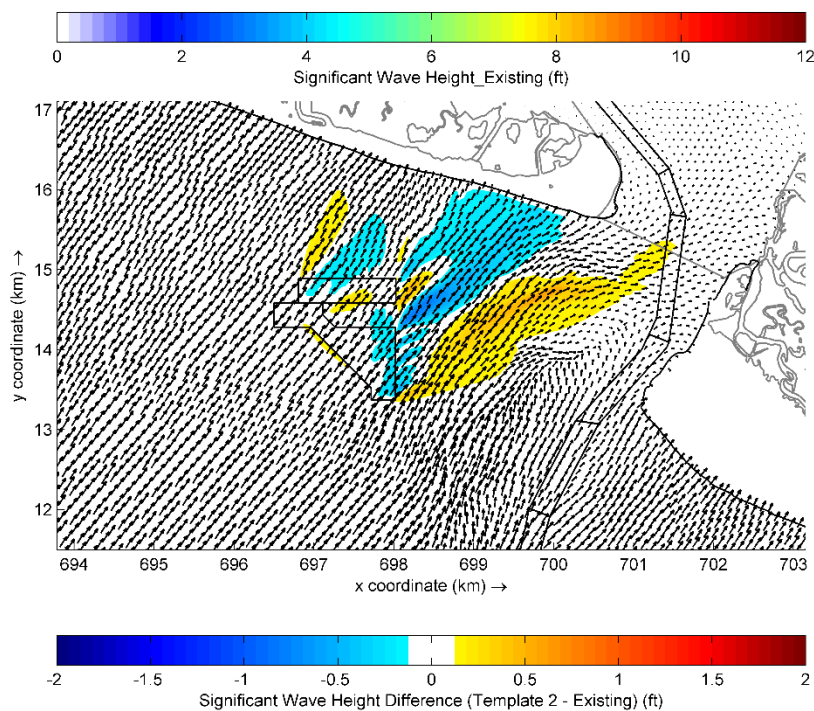 0 2 4 6 8 10 12
Significant Wave Height_Existing (ft)
17
16
15
14
13
12
y coordinate (km) →
694 695 696 697 698 699 700 701 702 703
x coordinate (km) →
-2 -1.5 -1 -0.5 0 0.5 1 1.5 2
Significant Wave Height Difference (Template 2 - Existing) (ft)